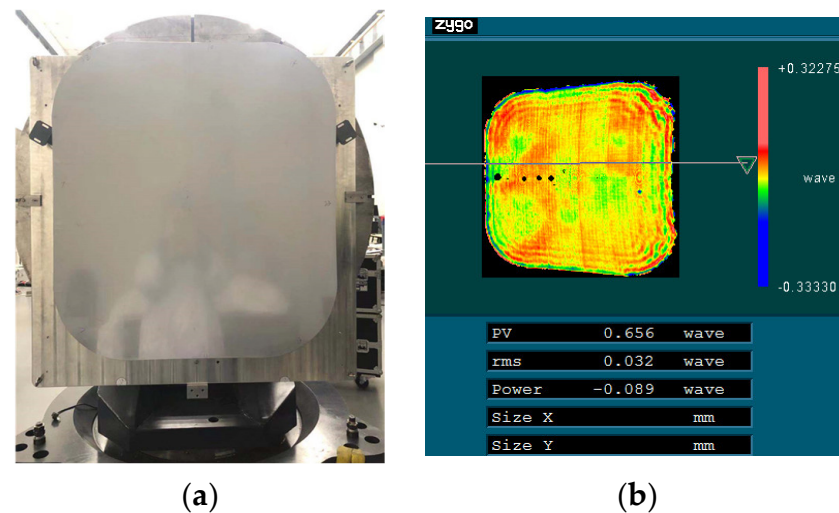 zygo
+0.32275
wave
-0.33330
PV 0.656 wave
rms 0.032 wave
Power -0.089 wave
Size X mm
Size Y mm
(a) (b)